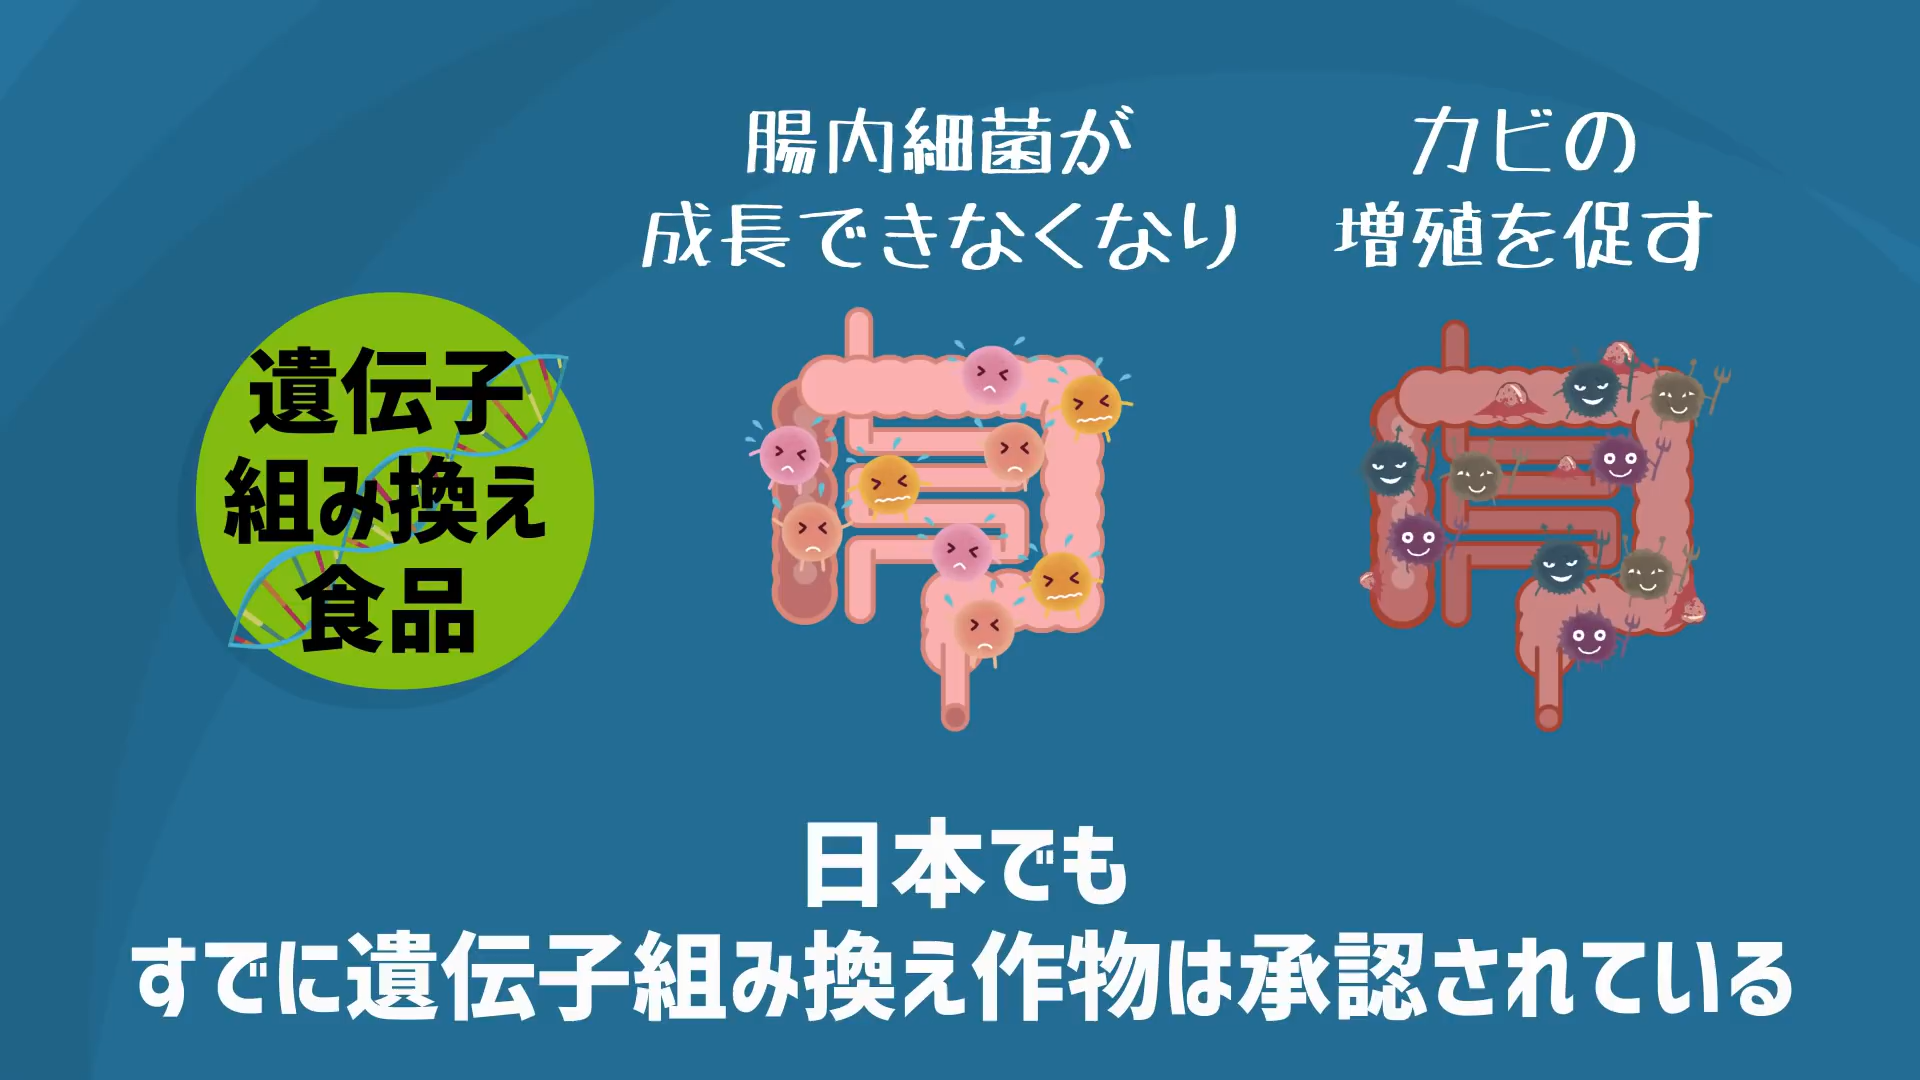 腸内細菌が
成長できなくなり
カビの
増殖を促す
遺伝子
組み換え
食品
日本でも
すでに遺伝子組み換え作物は承認されている